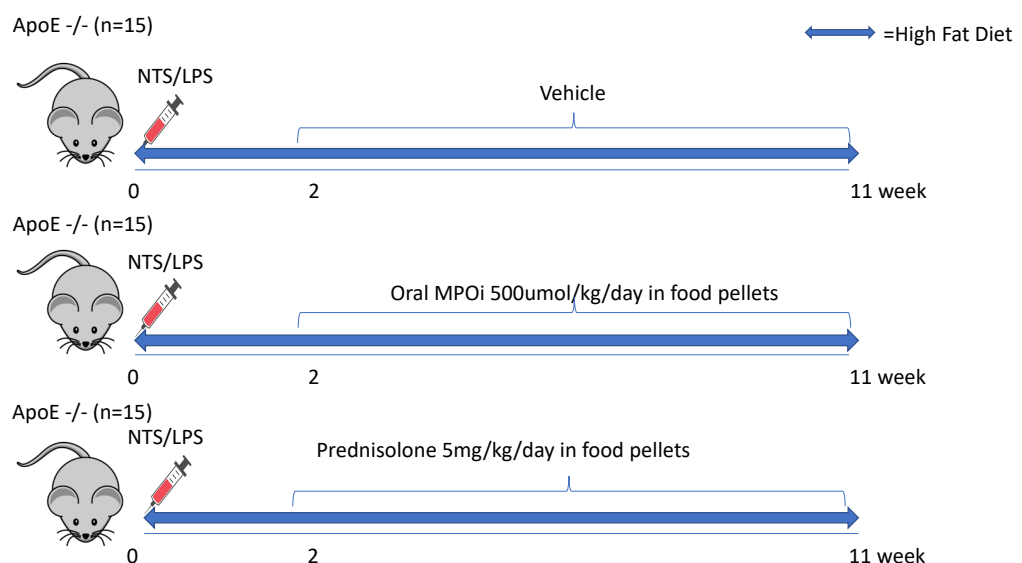 ApoE -/- (n=15)
=High Fat Diet
NTS/LPS
Vehicle
0
2
11 week
ApoE -/- (n=15)
NTS/LPS
Oral MPOi 500umol/kg/day in food pellets
0
2
11 week
ApoE -/- (n=15)
NTS/LPS
Prednisolone 5mg/kg/day in food pellets
0
2
11 week